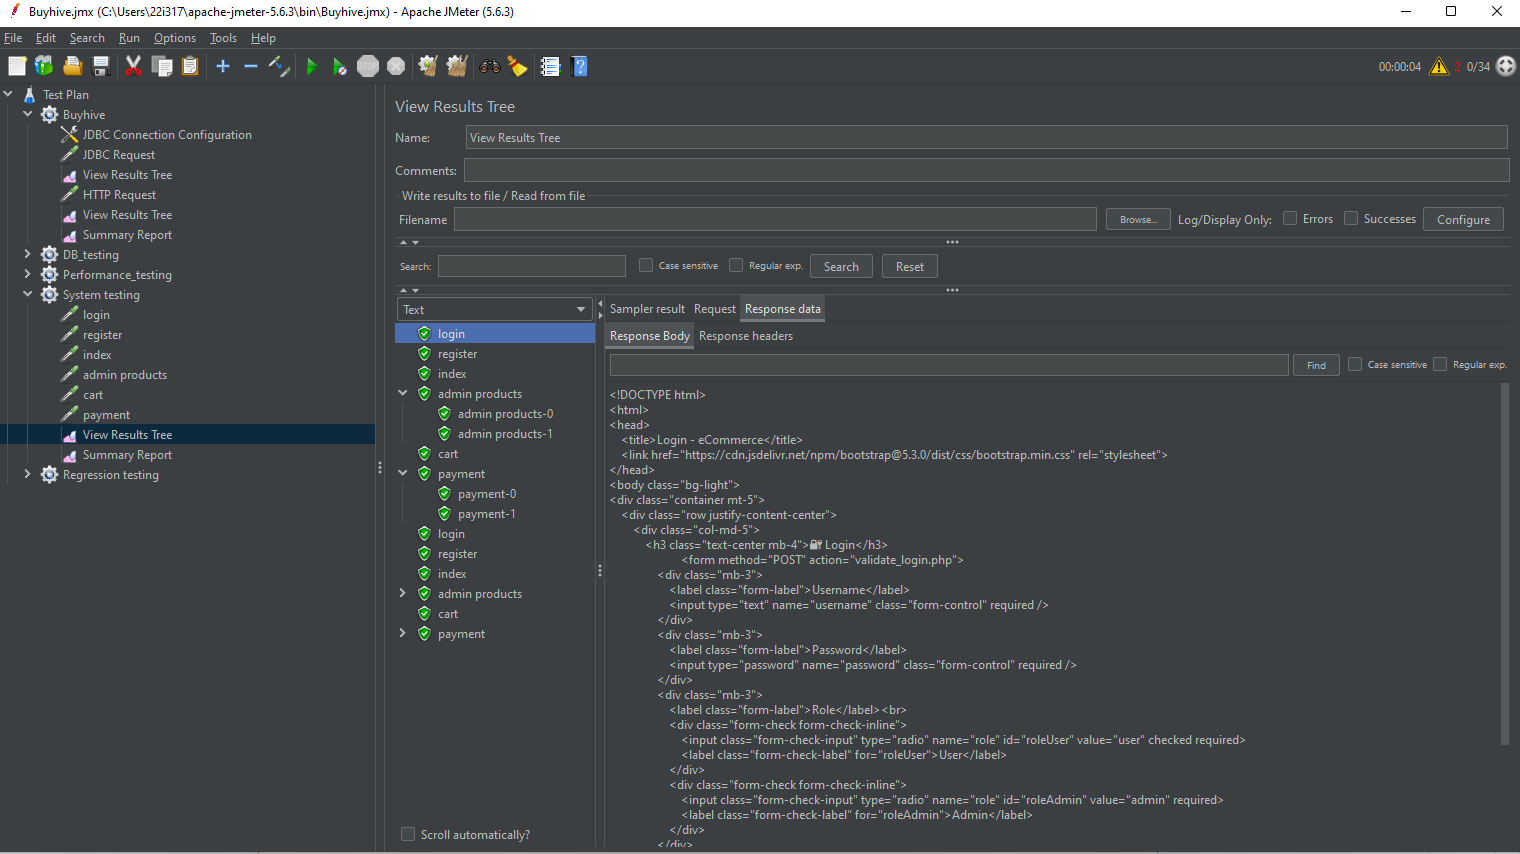 Buyhive.jmx (C:\Users\22i317\apache-jmeter-5.6.3\bin\Buyhive.jmx) - Apache JMeter (5.6.3)
File Edit Search Run Options Tools Help
STOP
00:00:04 2 0/34
Test Plan
Buyhive
JDBC Connection Configuration
JDBC Request
View Results Tree
HTTP Request
View Results Tree
Summary Report
DB_testing
Performance_testing
System testing
login
register
index
admin products
cart
payment
View Results Tree
Summary Report
Regression testing
View Results Tree
Name: View Results Tree
Comments:
Write results to file / Read from file
Filename Browse... Log/Display Only: Errors Successes Configure
Search: Case sensitive Regular exp. Search Reset
Text
login
register
index
admin products
admin products-0
admin products-1
cart
payment
payment-0
payment-1
login
register
index
admin products
cart
payment
Scroll automatically?
Sampler result Request Response data
Response Body Response headers
Find Case sensitive Regular exp.
<!DOCTYPE html>
<html>
<head>
<title>Login - eCommerce</title>
<link href="https://cdn.jsdelivr.net/npm/bootstrap@5.3.0/dist/css/bootstrap.min.css" rel="stylesheet">
</head>
<body class="bg-light">
<div class="container mt-5">
<div class="row justify-content-center">
<div class="col-md-5">
<h3 class="text-center mb-4">🔐 Login</h3>
<form method="POST" action="validate_login.php">
<div class="mb-3">
<label class="form-label">Username</label>
<input type="text" name="username" class="form-control" required />
</div>
<div class="mb-3">
<label class="form-label">Password</label>
<input type="password" name="password" class="form-control" required />
</div>
<div class="mb-3">
<label class="form-label">Role</label><br>
<div class="form-check form-check-inline">
<input class="form-check-input" type="radio" name="role" id="roleUser" value="user" checked required>
<label class="form-check-label" for="roleUser">User</label>
</div>
<div class="form-check form-check-inline">
<input class="form-check-input" type="radio" name="role" id="roleAdmin" value="admin" required>
<label class="form-check-label" for="roleAdmin">Admin</label>
</div>
</div>